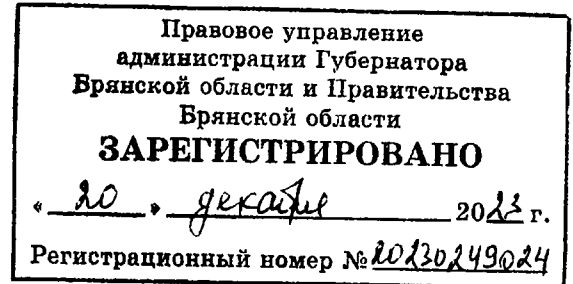 Правовое управление
администрации Губернатора
Брянской области и Правительства
Брянской области
ЗАРЕГИСТРИРОВАНО
« 20 » декабря 2023 г.
Регистрационный номер № 20230249024